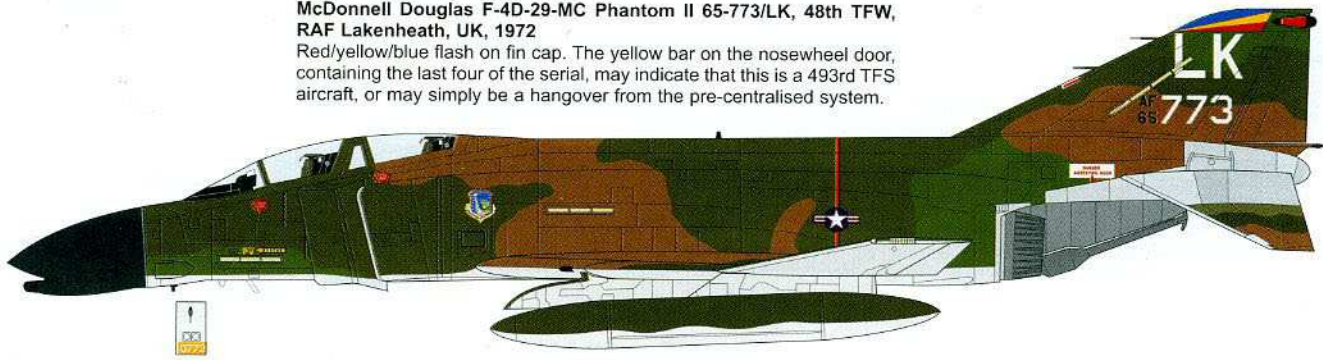 McDonnell Douglas F-4D-29-MC Phantom II 65-773/LK, 48th TFW,
RAF Lakenheath, UK, 1972
Red/yellow/blue flash on fin cap. The yellow bar on the nosewheel door,
containing the last four of the serial, may indicate that this is a 493rd TFS
aircraft, or may simply be a hangover from the pre-centralised system.
LK
AF
65 773